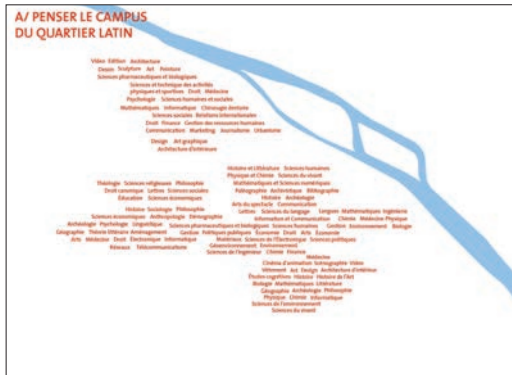 A/ PENSER LE CAMPUS
DU QUARTIER LATIN
Vidéo Edition Architecture
Dessin Sculpture Art Peinture
Sciences pharmaceutiques et biologiques
Sciences et technique des activités
physiques et sportives Droit Médecine
Psychologie Sciences humaines et sociales
Mathématiques Informatique Chirurgie dentaire
Sciences sociales Relations internationales
Droit Finance Gestion des ressources humaines
Communication Marketing Journalisme Urbanisme
Design Art graphique
Architecture d'intérieure
Histoire et Littérature Sciences humaines
Physique et Chimie Sciences du vivant
Mathématiques et Sciences numériques
Paléographie Archivistique Bibliographie
Histoire Archéologie
Arts du spectacle Communication
Lettres Sciences du langage Langues Mathématiques Ingénierie
Information et Communication Chimie Médecine Physique
Théologie Sciences religieuses Philosophie
Droit canonique Lettres Sciences sociales
Éducation Sciences économiques
Histoire Sociologie Philosophie
Sciences économiques Anthropologie Démographie
Archéologie Psychologie Linguistique Sciences pharmaceutiques et biologiques Sciences humaines Gestion Environnement Biologie
Géographie Théorie littéraire Aménagement Gestion Politiques publiques Économie Droit Arts Économie
Arts Médecine Droit Électronique Informatique Matériaux Sciences de l'Électronique Sciences politiques
Réseaux Télécommunication Géoenvironnement Environnement
Sciences de l'ingénieur Chimie Finance
Médecine
Cinéma d'animation Scénographie Vidéo
Vêtement Art Design Architecture d'intérieur
Études cognitives Histoire Histoire de l'Art
Biologie Mathématiques Littérature
Géographie Archéologie Philosophie
Physique Chimie Informatique
Sciences de l'environnement
Sciences du vivant